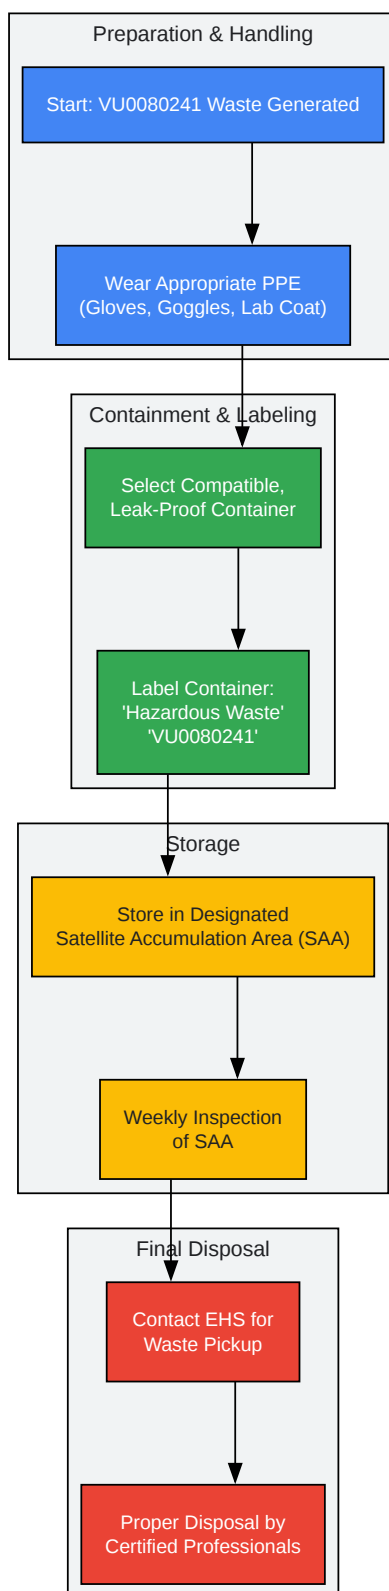 Preparation & Handling
Start: VU0080241 Waste Generated
Wear Appropriate PPE
(Gloves, Goggles, Lab Coat)
Containment & Labeling
Select Compatible,
Leak-Proof Container
Label Container:
'Hazardous Waste'
'VU0080241'
Storage
Store in Designated
Satellite Accumulation Area (SAA)
Weekly Inspection
of SAA
Final Disposal
Contact EHS for
Waste Pickup
Proper Disposal by
Certified Professionals